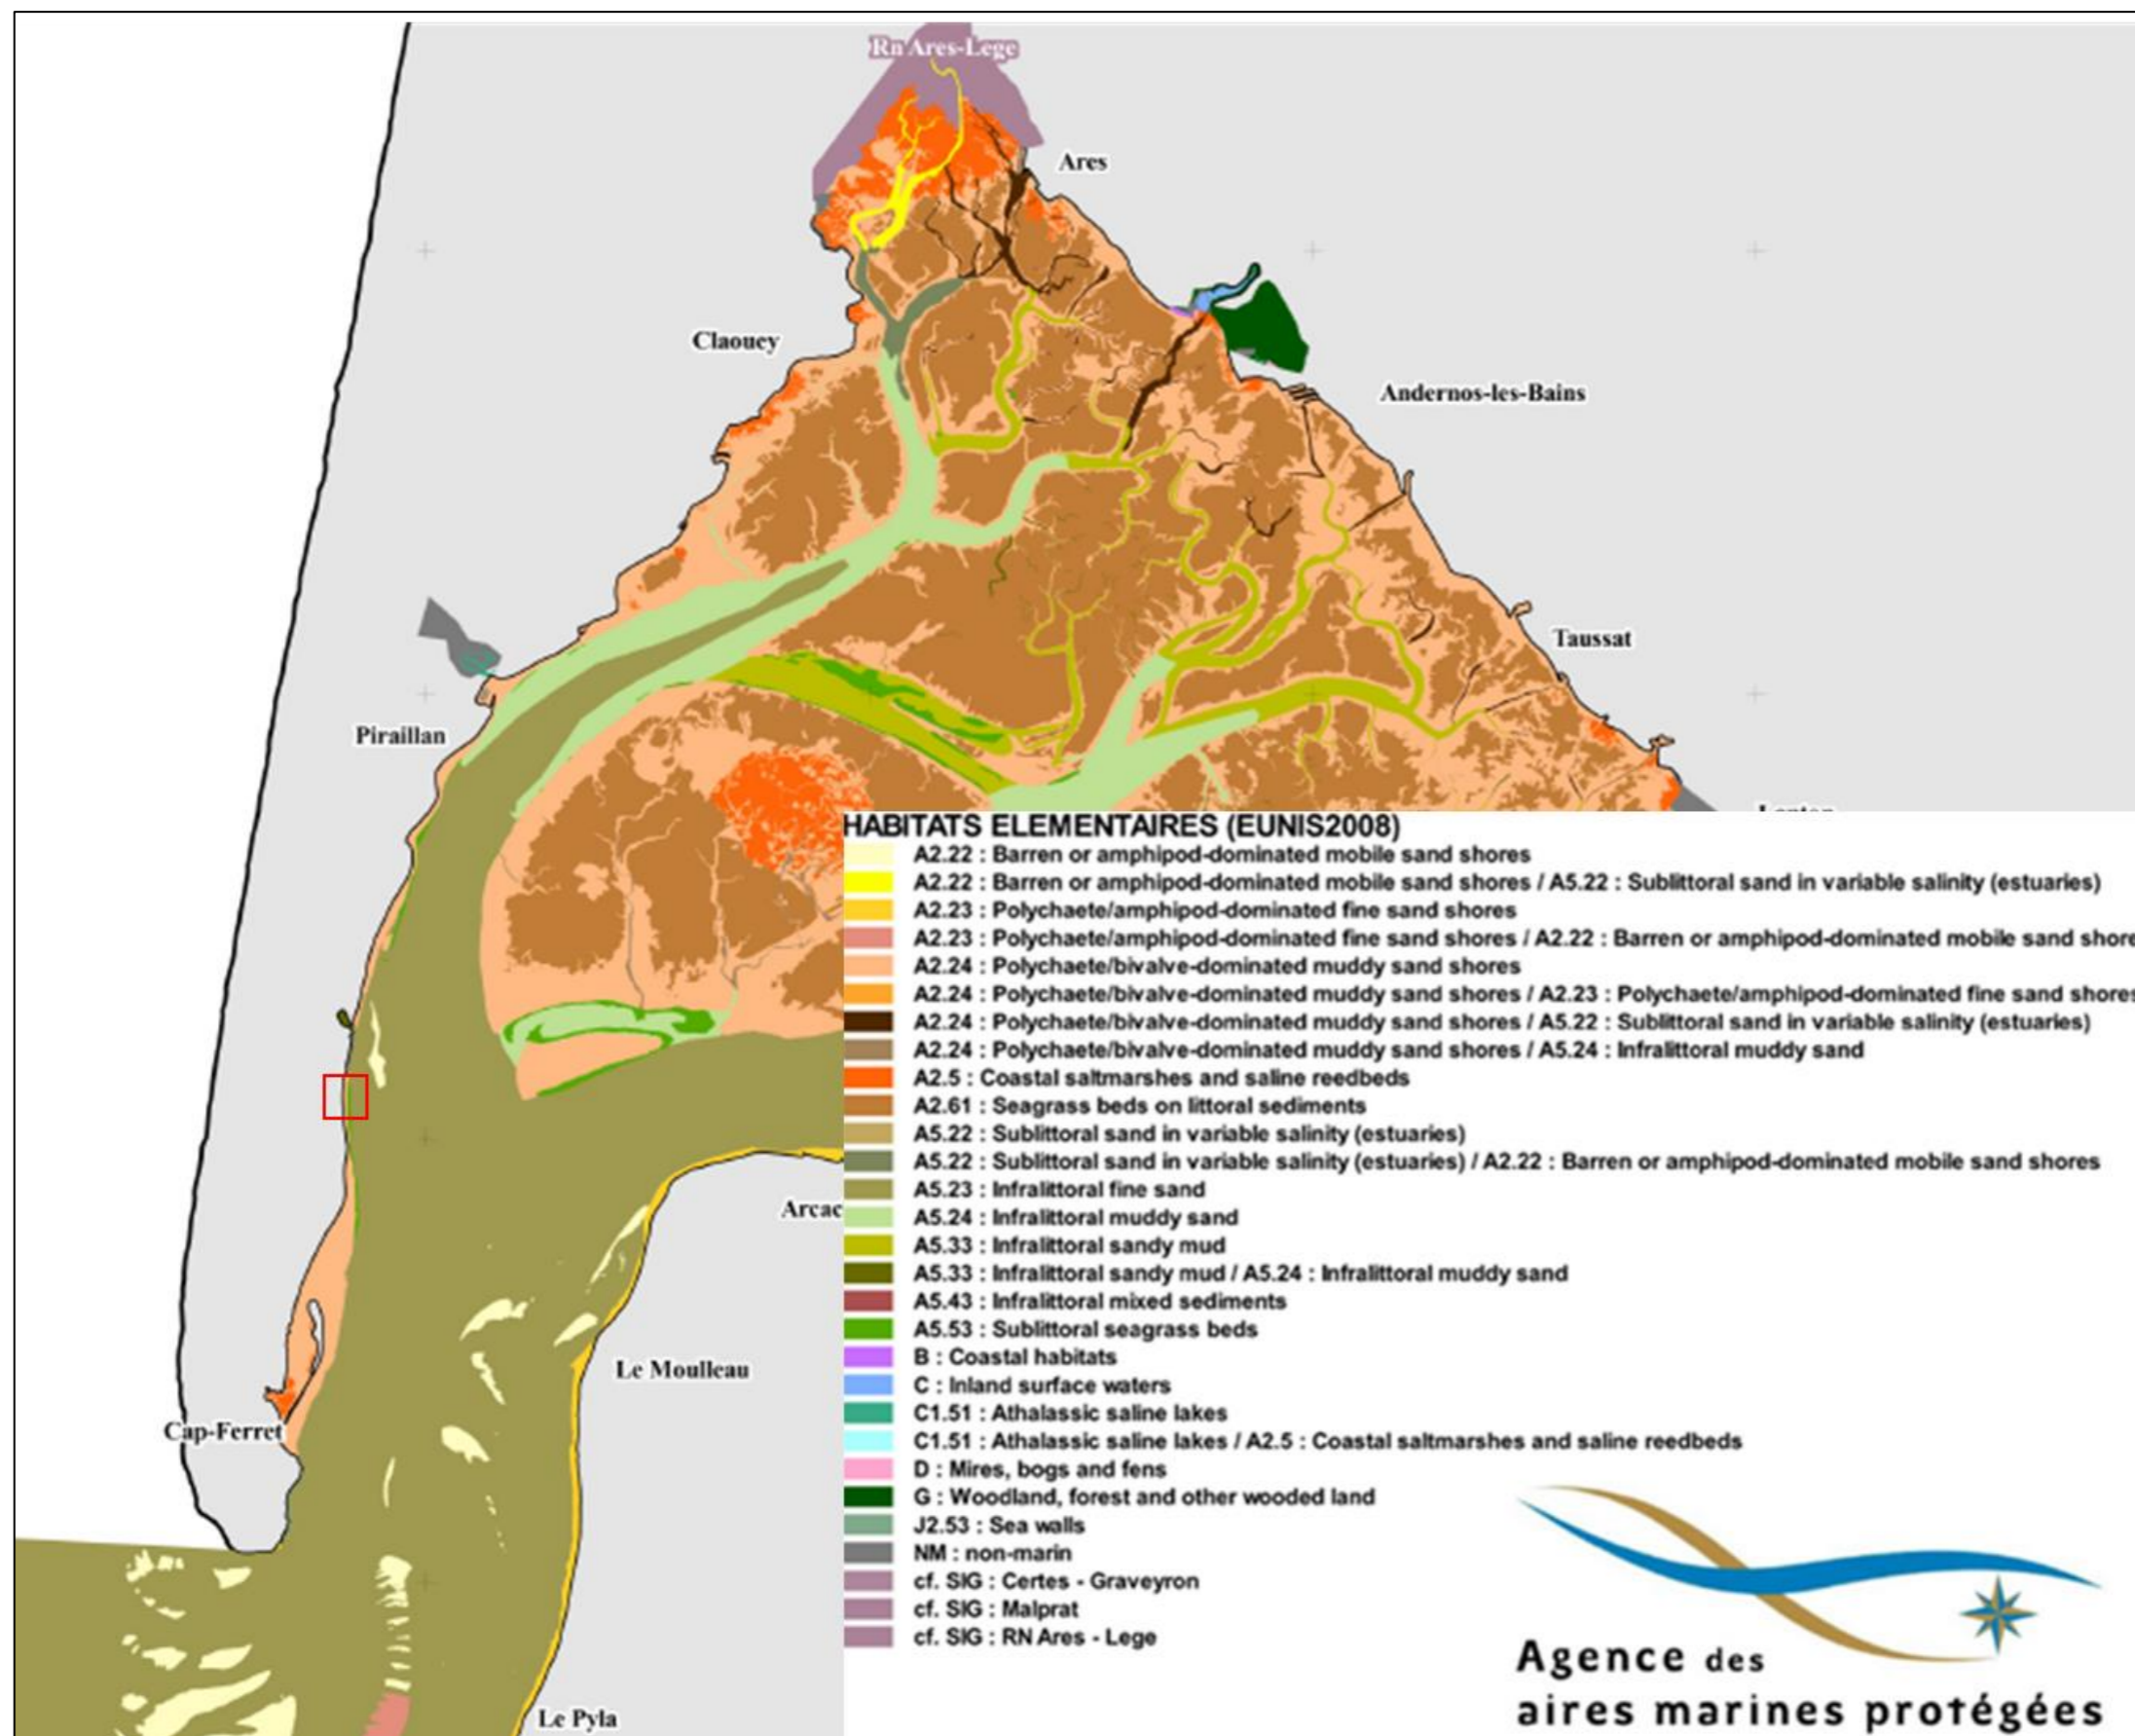 Rn Ares-Lege
Ares
Claouey
Andernos-les-Bains
Taussat
Piraillan
HABITATS ELEMENTAIRES (EUNIS2008)
A2.22 : Barren or amphipod-dominated mobile sand shores
A2.22 : Barren or amphipod-dominated mobile sand shores / A5.22 : Sublittoral sand in variable salinity (estuaries)
A2.23 : Polychaete/amphipod-dominated fine sand shores
A2.23 : Polychaete/amphipod-dominated fine sand shores / A2.22 : Barren or amphipod-dominated mobile sand shore
A2.24 : Polychaete/bivalve-dominated muddy sand shores
A2.24 : Polychaete/bivalve-dominated muddy sand shores / A2.23 : Polychaete/amphipod-dominated fine sand shores
A2.24 : Polychaete/bivalve-dominated muddy sand shores / A5.22 : Sublittoral sand in variable salinity (estuaries)
A2.24 : Polychaete/bivalve-dominated muddy sand shores / A5.24 : Infralittoral muddy sand
A2.5 : Coastal saltmarshes and saline reedbeds
A2.61 : Seagrass beds on littoral sediments
A5.22 : Sublittoral sand in variable salinity (estuaries)
A5.22 : Sublittoral sand in variable salinity (estuaries) / A2.22 : Barren or amphipod-dominated mobile sand shores
A5.23 : Infralittoral fine sand
A5.24 : Infralittoral muddy sand
A5.33 : Infralittoral sandy mud
A5.33 : Infralittoral sandy mud / A5.24 : Infralittoral muddy sand
A5.43 : Infralittoral mixed sediments
A5.53 : Sublittoral seagrass beds
B : Coastal habitats
C : Inland surface waters
C1.51 : Athalassic saline lakes
C1.51 : Athalassic saline lakes / A2.5 : Coastal saltmarshes and saline reedbeds
D : Mires, bogs and fens
G : Woodland, forest and other wooded land
J2.53 : Sea walls
NM : non-marin
cf. SIG : Certes - Graveyron
cf. SIG : Malprat
cf. SIG : RN Ares - Lege
Arcac
Le Moulleau
Cap-Ferret
Le Pyla
Agence des
aires marines protégées